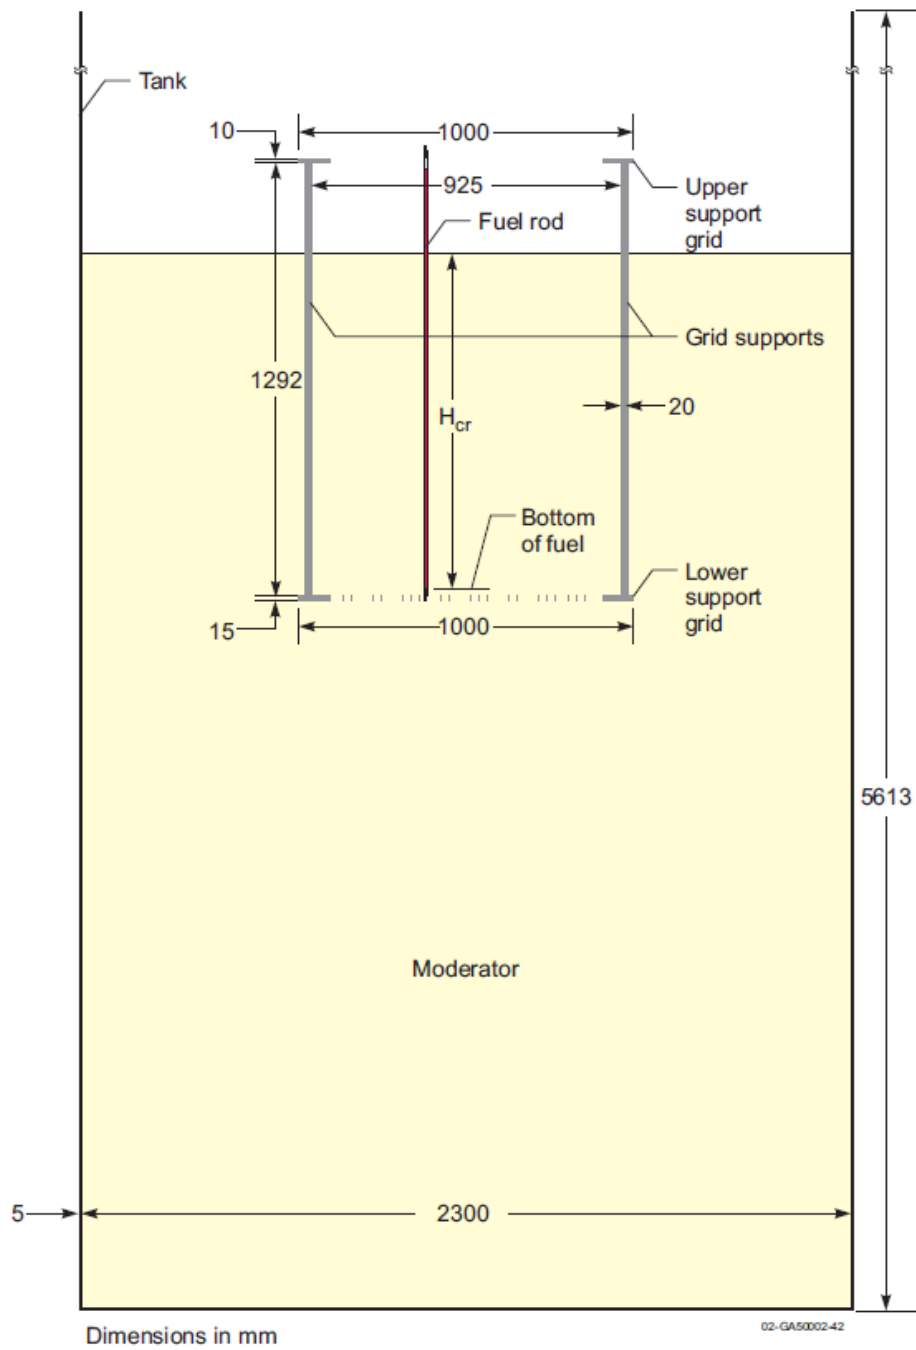 Tank
10
1000
925
Upper
support
grid
Fuel rod
Grid supports
1292
20
Hcr
Bottom
of fuel
Lower
support
grid
15
1000
5613
Moderator
5
2300
Dimensions in mm
02-GA50002-42